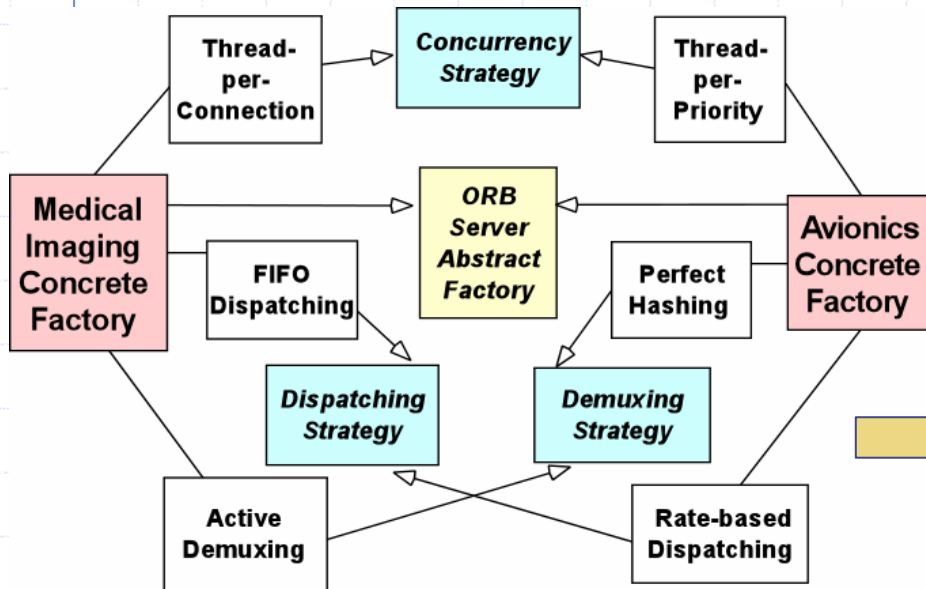 Thread-
per-
Connection
Concurrency
Strategy
Thread-
per-
Priority
Medical
Imaging
Concrete
Factory
ORB
Server
Abstract
Factory
Avionics
Concrete
Factory
FIFO
Dispatching
Perfect
Hashing
Dispatching
Strategy
Demuxing
Strategy
Active
Demuxing
Rate-based
Dispatching